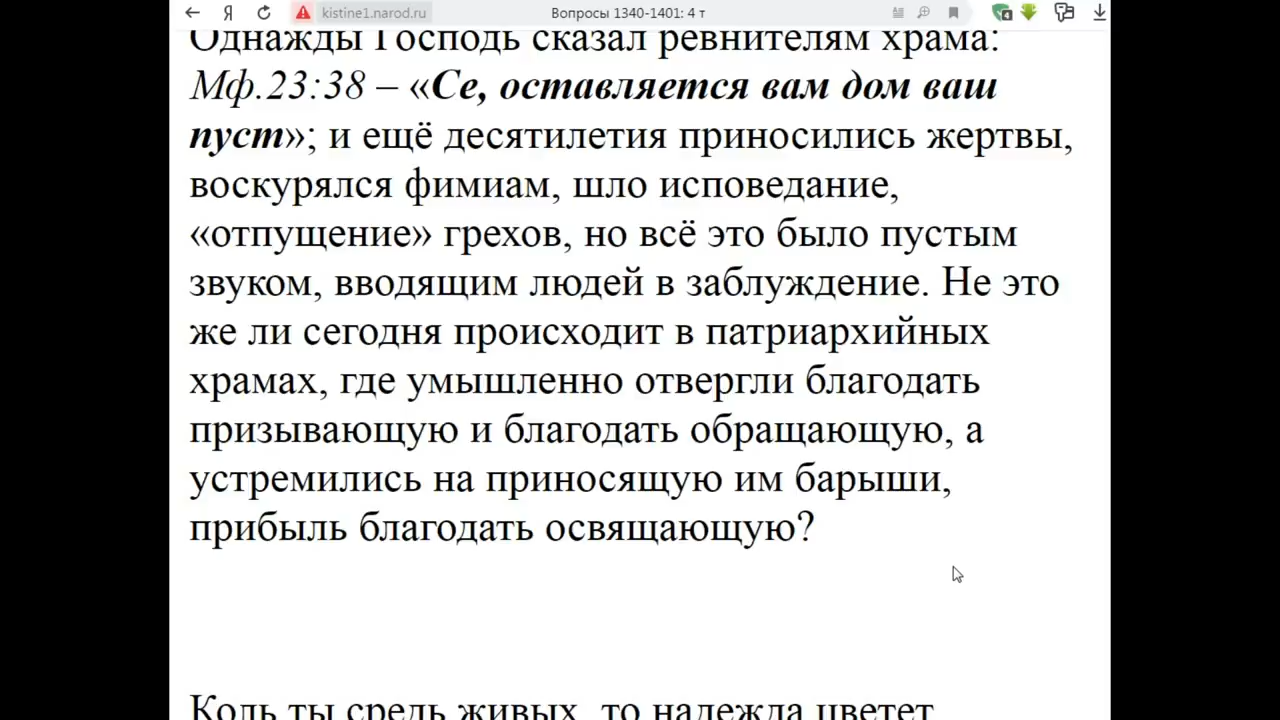 Я kistine1.narod.ru Вопросы 1340-1401: 4 т 4
Однажды Господь сказал ревнителям храма:
Мф.23:38 – «Се, оставляется вам дом ваш
пуст»; и ещё десятилетия приносились жертвы,
воскурялся фимиам, шло исповедание,
«отпущение» грехов, но всё это было пустым
звуком, вводящим людей в заблуждение. Не это
же ли сегодня происходит в патриархийных
храмах, где умышленно отвергли благодать
призывающую и благодать обращающую, а
устремились на приносящую им барыши,
прибыль благодать освящающую?
Коль ты средь живых, то надежда цветет